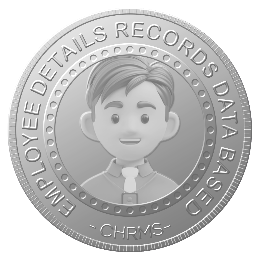 EMPLOYEE DETAILS RECORDS DATA BASED
-CHRMS-